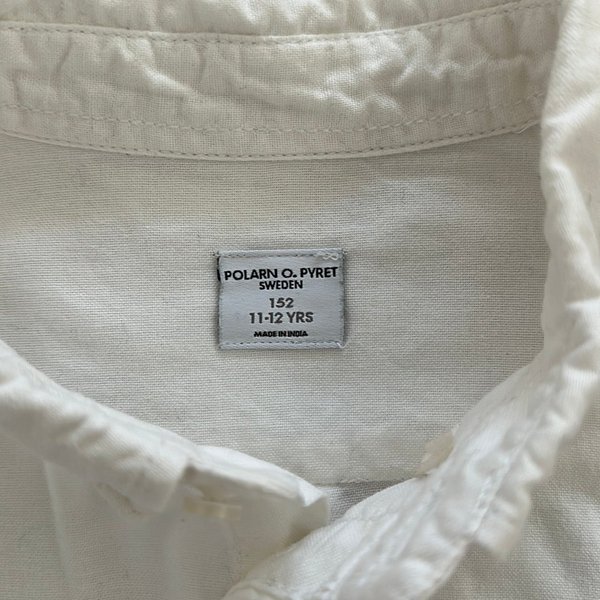 POLARN O. PYRET
SWEDEN
152
11-12 YRS
MADE IN INDIA